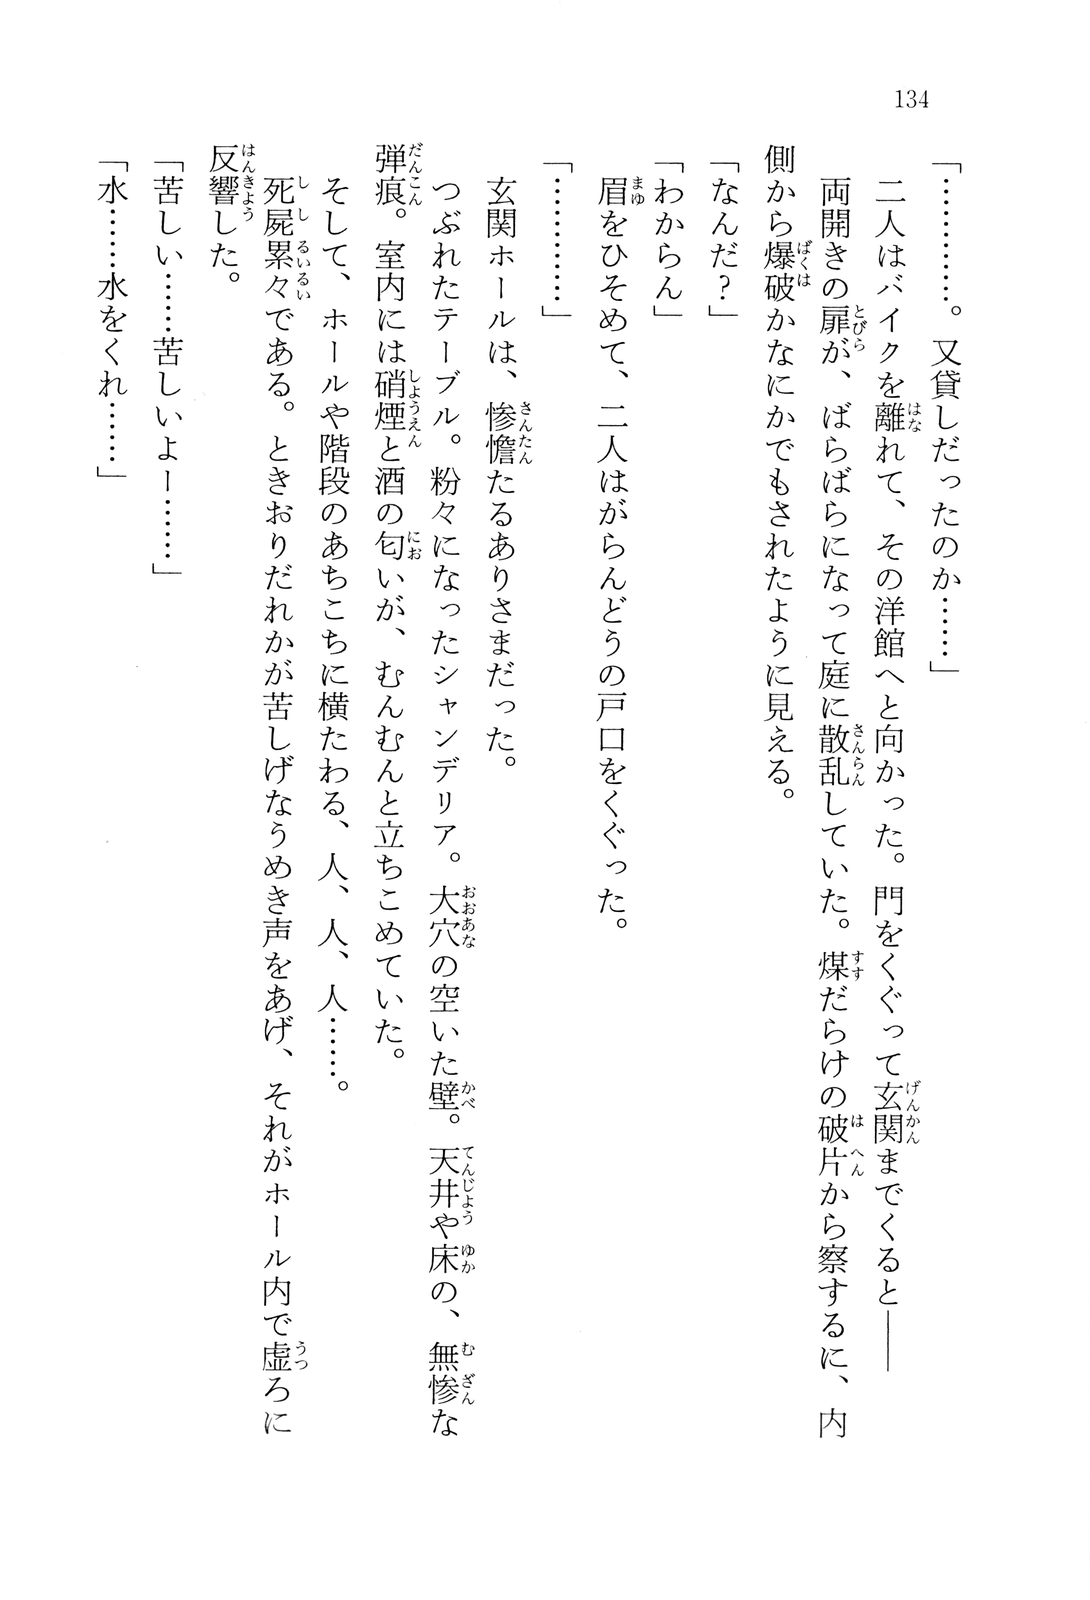 134
「…………。又貸しだったのか……」
二人はバイクを離れて、その洋館へと向かった。門をくぐって玄関までくると――
両開きの扉が、ばらばらになって庭に散乱していた。煤だらけの破片から察するに、内
側から爆破かなにかでもされたように見える。
「なんだ?」
「わからん」
眉をひそめて、二人はがらんどうの戸口をくぐった。
「…………」
玄関ホールは、惨憺たるありさまだった。
つぶれたテーブル。粉々になったシャンデリア。大穴の空いた壁。天井や床の、無惨な
弾痕。室内には硝煙と酒の匂いが、むんむんと立ちこめていた。
そして、ホールや階段のあちこちに横たわる、人、人、人……。
死屍累々である。ときおりだれかが苦しげなうめき声をあげ、それがホール内で虚ろに
反響した。
「苦しい……苦しいよー……」
「水……水をくれ……」